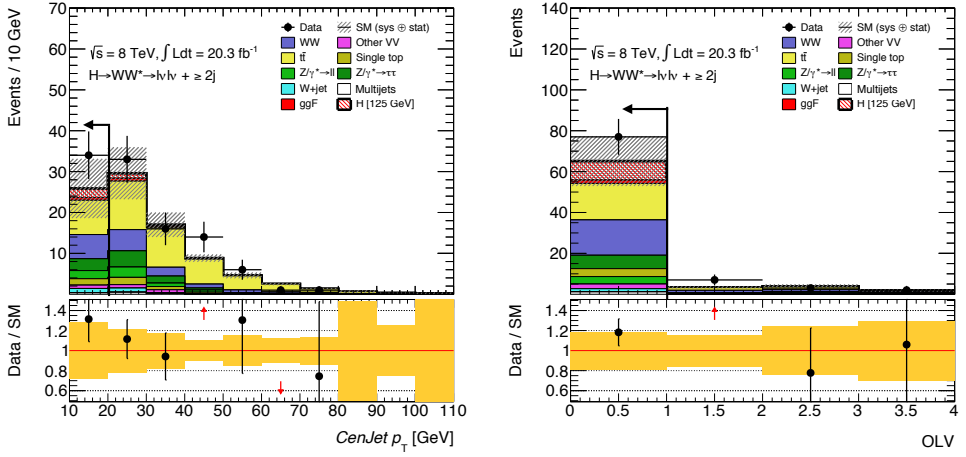 Events / 10 GeV
70
60
50
40
30
20
10
√s = 8 TeV, ∫ Ldt = 20.3 fb⁻¹
H→WW*→lνlν + ≥ 2j
Data
SM (sys ⊕ stat)
WW
Other VV
tt̄
Single top
Z/γ*→ll
Z/γ*→ττ
W+jet
Multijets
ggF
H [125 GeV]
Data / SM
1.4
1.2
1
0.8
0.6
10 20 30 40 50 60 70 80 90 100 110
CenJet p_T [GeV]
Events
140
120
100
80
60
40
20
√s = 8 TeV, ∫ Ldt = 20.3 fb⁻¹
H→WW*→lνlν + ≥ 2j
Data
SM (sys ⊕ stat)
WW
Other VV
tt̄
Single top
Z/γ*→ll
Z/γ*→ττ
W+jet
Multijets
ggF
H [125 GeV]
Data / SM
1.4
1.2
1
0.8
0.6
0 0.5 1 1.5 2 2.5 3 3.5 4
OLV